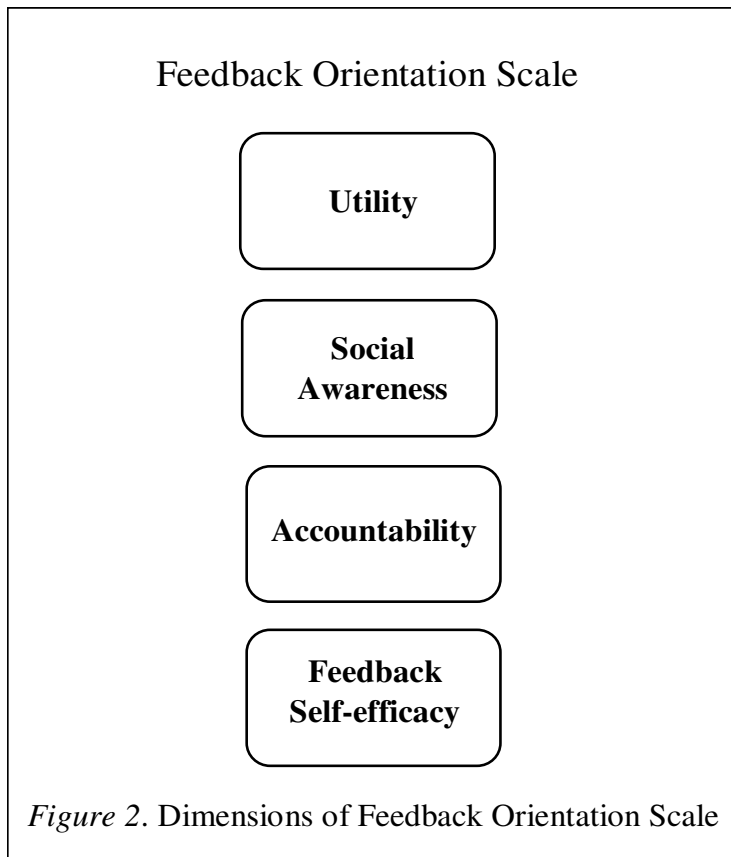 Feedback Orientation Scale
Utility
Social
Awareness
Accountability
Feedback
Self-efficacy
Figure 2. Dimensions of Feedback Orientation Scale